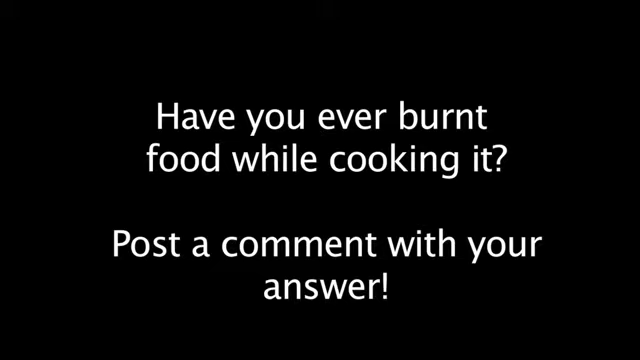 Have you ever burnt
food while cooking it?
Post a comment with your
answer!